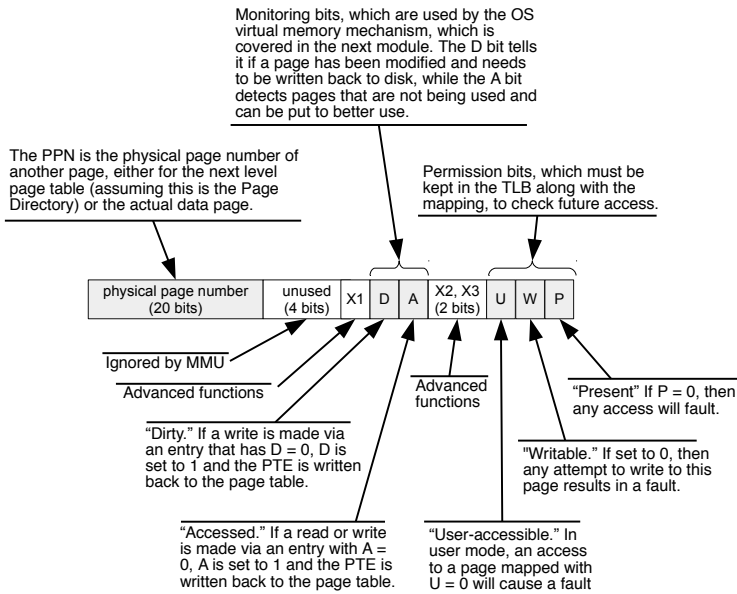 Monitoring bits, which are used by the OS
virtual memory mechanism, which is
covered in the next module. The D bit tells
it if a page has been modified and needs
to be written back to disk, while the A bit
detects pages that are not being used and
can be put to better use.
The PPN is the physical page number of
another page, either for the next level
page table (assuming this is the Page
Directory) or the actual data page.
Permission bits, which must be
kept in the TLB along with the
mapping, to check future access.
physical page number
(20 bits)
unused
(4 bits)
X1
D
A
X2, X3
(2 bits)
U
W
P
Ignored by MMU
Advanced functions
Advanced
functions
“Present” If P = 0, then
any access will fault.
“Dirty.” If a write is made via
an entry that has D = 0, D is
set to 1 and the PTE is written
back to the page table.
"Writable." If set to 0, then
any attempt to write to this
page results in a fault.
“Accessed.” If a read or write
is made via an entry with A =
0, A is set to 1 and the PTE is
written back to the page table.
“User-accessible.” In
user mode, an access
to a page mapped with
U = 0 will cause a fault